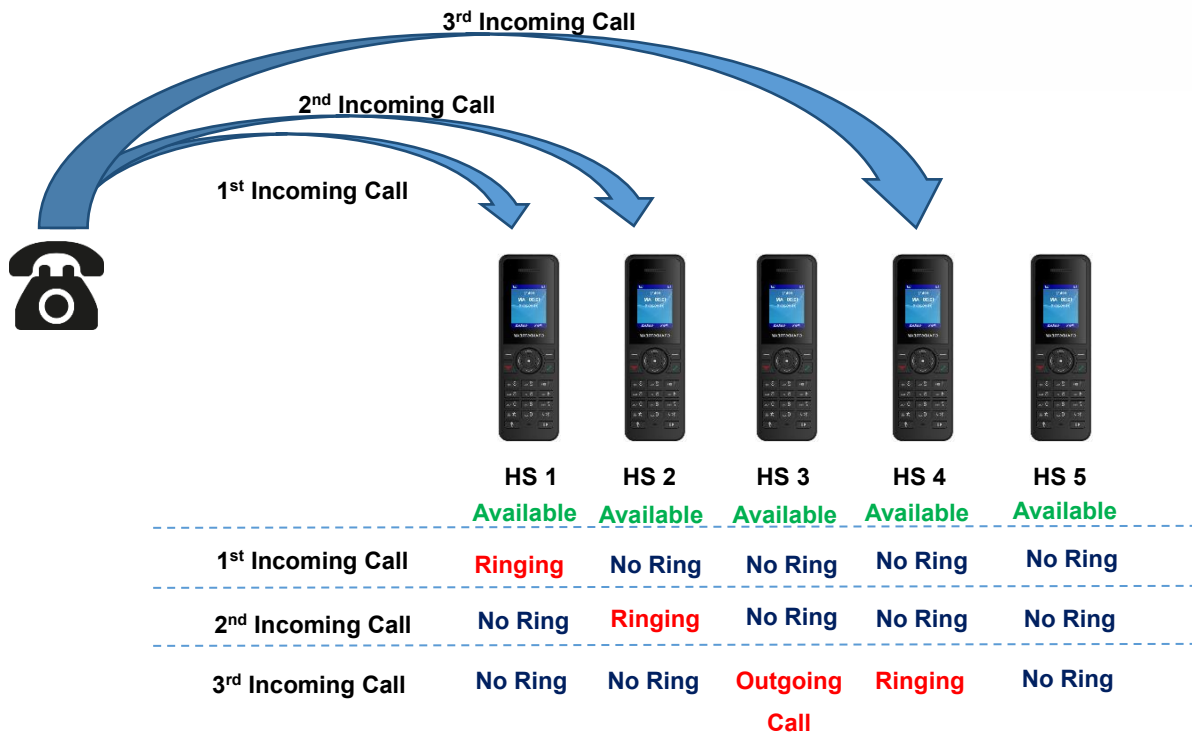 3rd Incoming Call
2nd Incoming Call
1st Incoming Call
HS 1 HS 2 HS 3 HS 4 HS 5
Available Available Available Available Available
1st Incoming Call Ringing No Ring No Ring No Ring No Ring
2nd Incoming Call No Ring Ringing No Ring No Ring No Ring
3rd Incoming Call No Ring No Ring Outgoing Ringing No Ring
Call